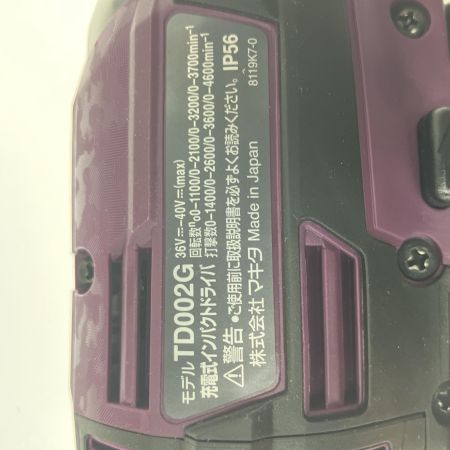 モデル TD002G 36V⎓-40V⎓(max)
充電式インパクトドライバ 回転数n₀0-1100/0-2100/0-3200/0-3700min⁻¹
打撃数0-1400/0-2600/0-3600/0-4600min⁻¹
⚠警告 ●ご使用前に取扱説明書を必ずよくお読みください。 IP56
株式会社マキタ Made in Japan 8119K7-0